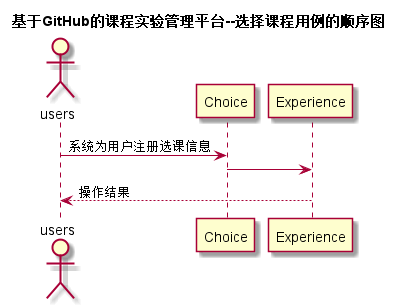 基于GitHub的课程实验管理平台--选择课程用例的顺序图
users
Choice
Experience
系统为用户注册选课信息
操作结果
users
Choice
Experience